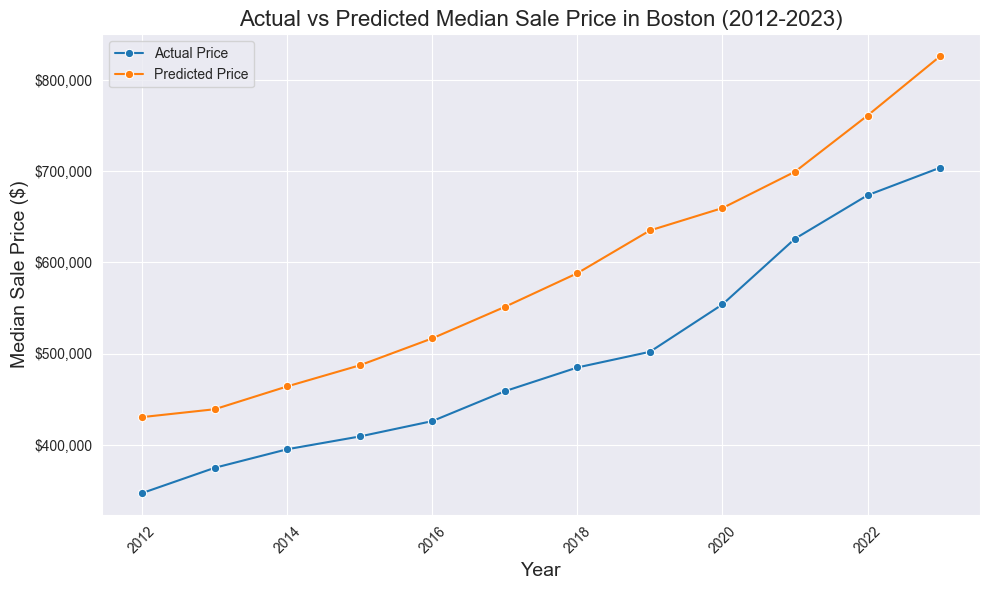 Actual vs Predicted Median Sale Price in Boston (2012-2023)
Actual Price
Predicted Price
Median Sale Price ($)
$800,000
$700,000
$600,000
$500,000
$400,000
2012
2014
2016
2018
2020
2022
Year